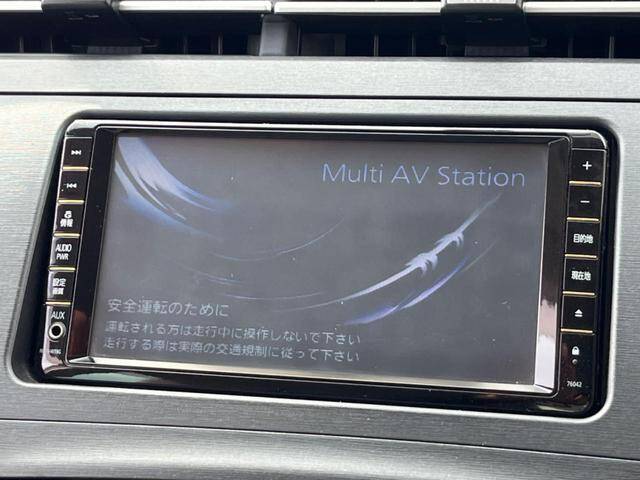 Multi AV Station
安全運転のために
運転される方は走行中に操作しないで下さい
走行する際は実際の交通規制に従って下さい
情報
AUDIO
PWR
設定
画質
AUX
+
−
目的地
現在地
76042